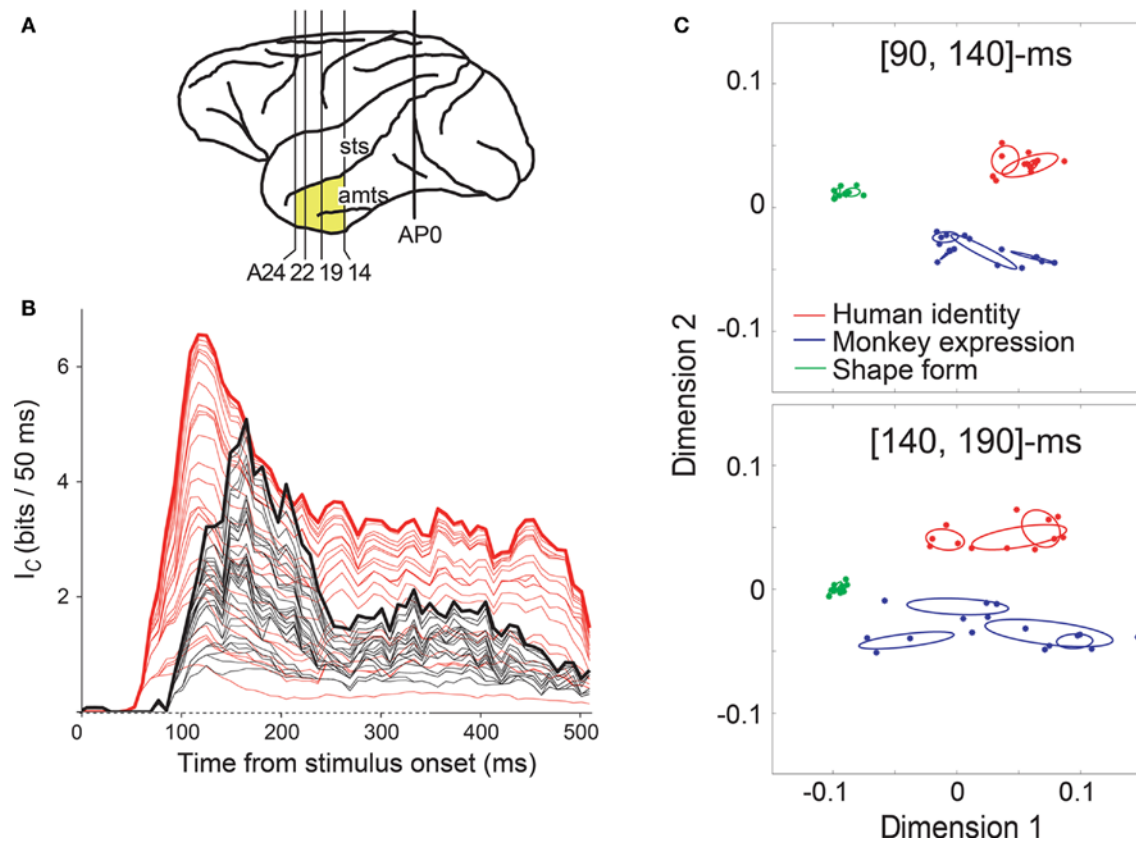 A
sts
amts
AP0
A24 22 19 14
B
6
4
2
I_C (bits / 50 ms)
0 100 200 300 400 500
Time from stimulus onset (ms)
C
[90, 140]-ms
0.1
0
-0.1
Human identity
Monkey expression
Shape form
Dimension 2
[140, 190]-ms
0.1
0
-0.1
-0.1 0 0.1
Dimension 1